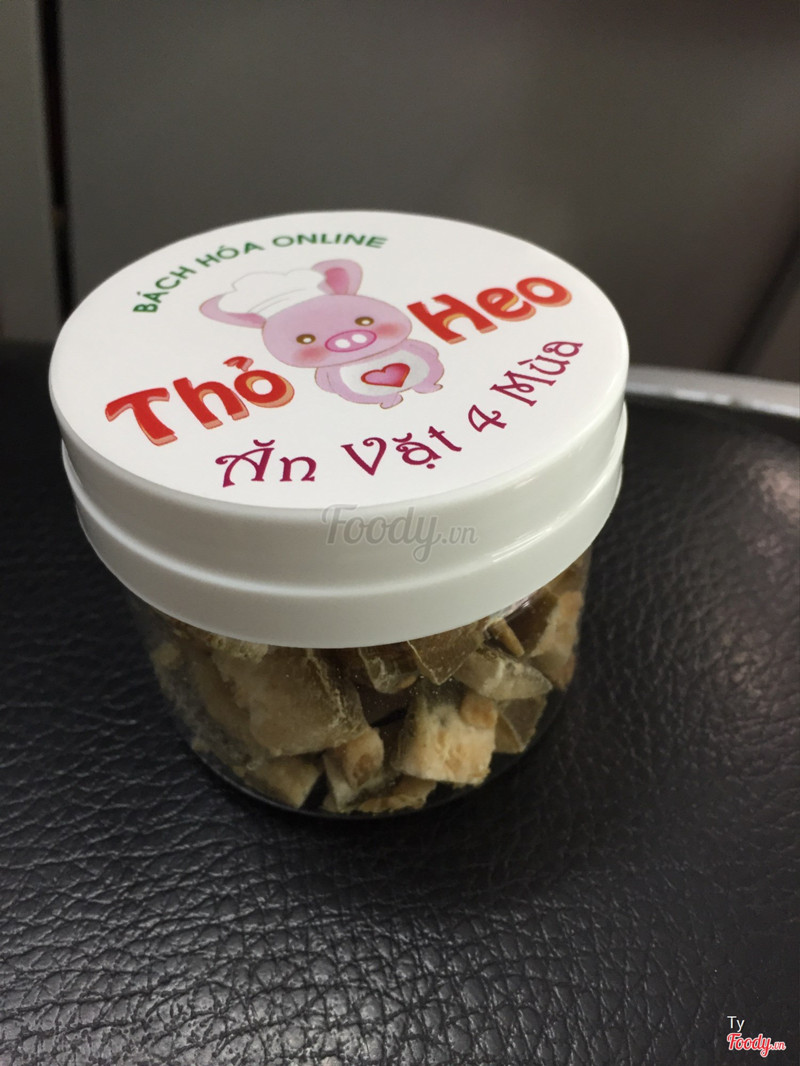 BÁCH HÓA ONLINE
Thỏ Heo
Ăn Vặt 4 Mùa
Foody.vn
Ty
Foody.vn